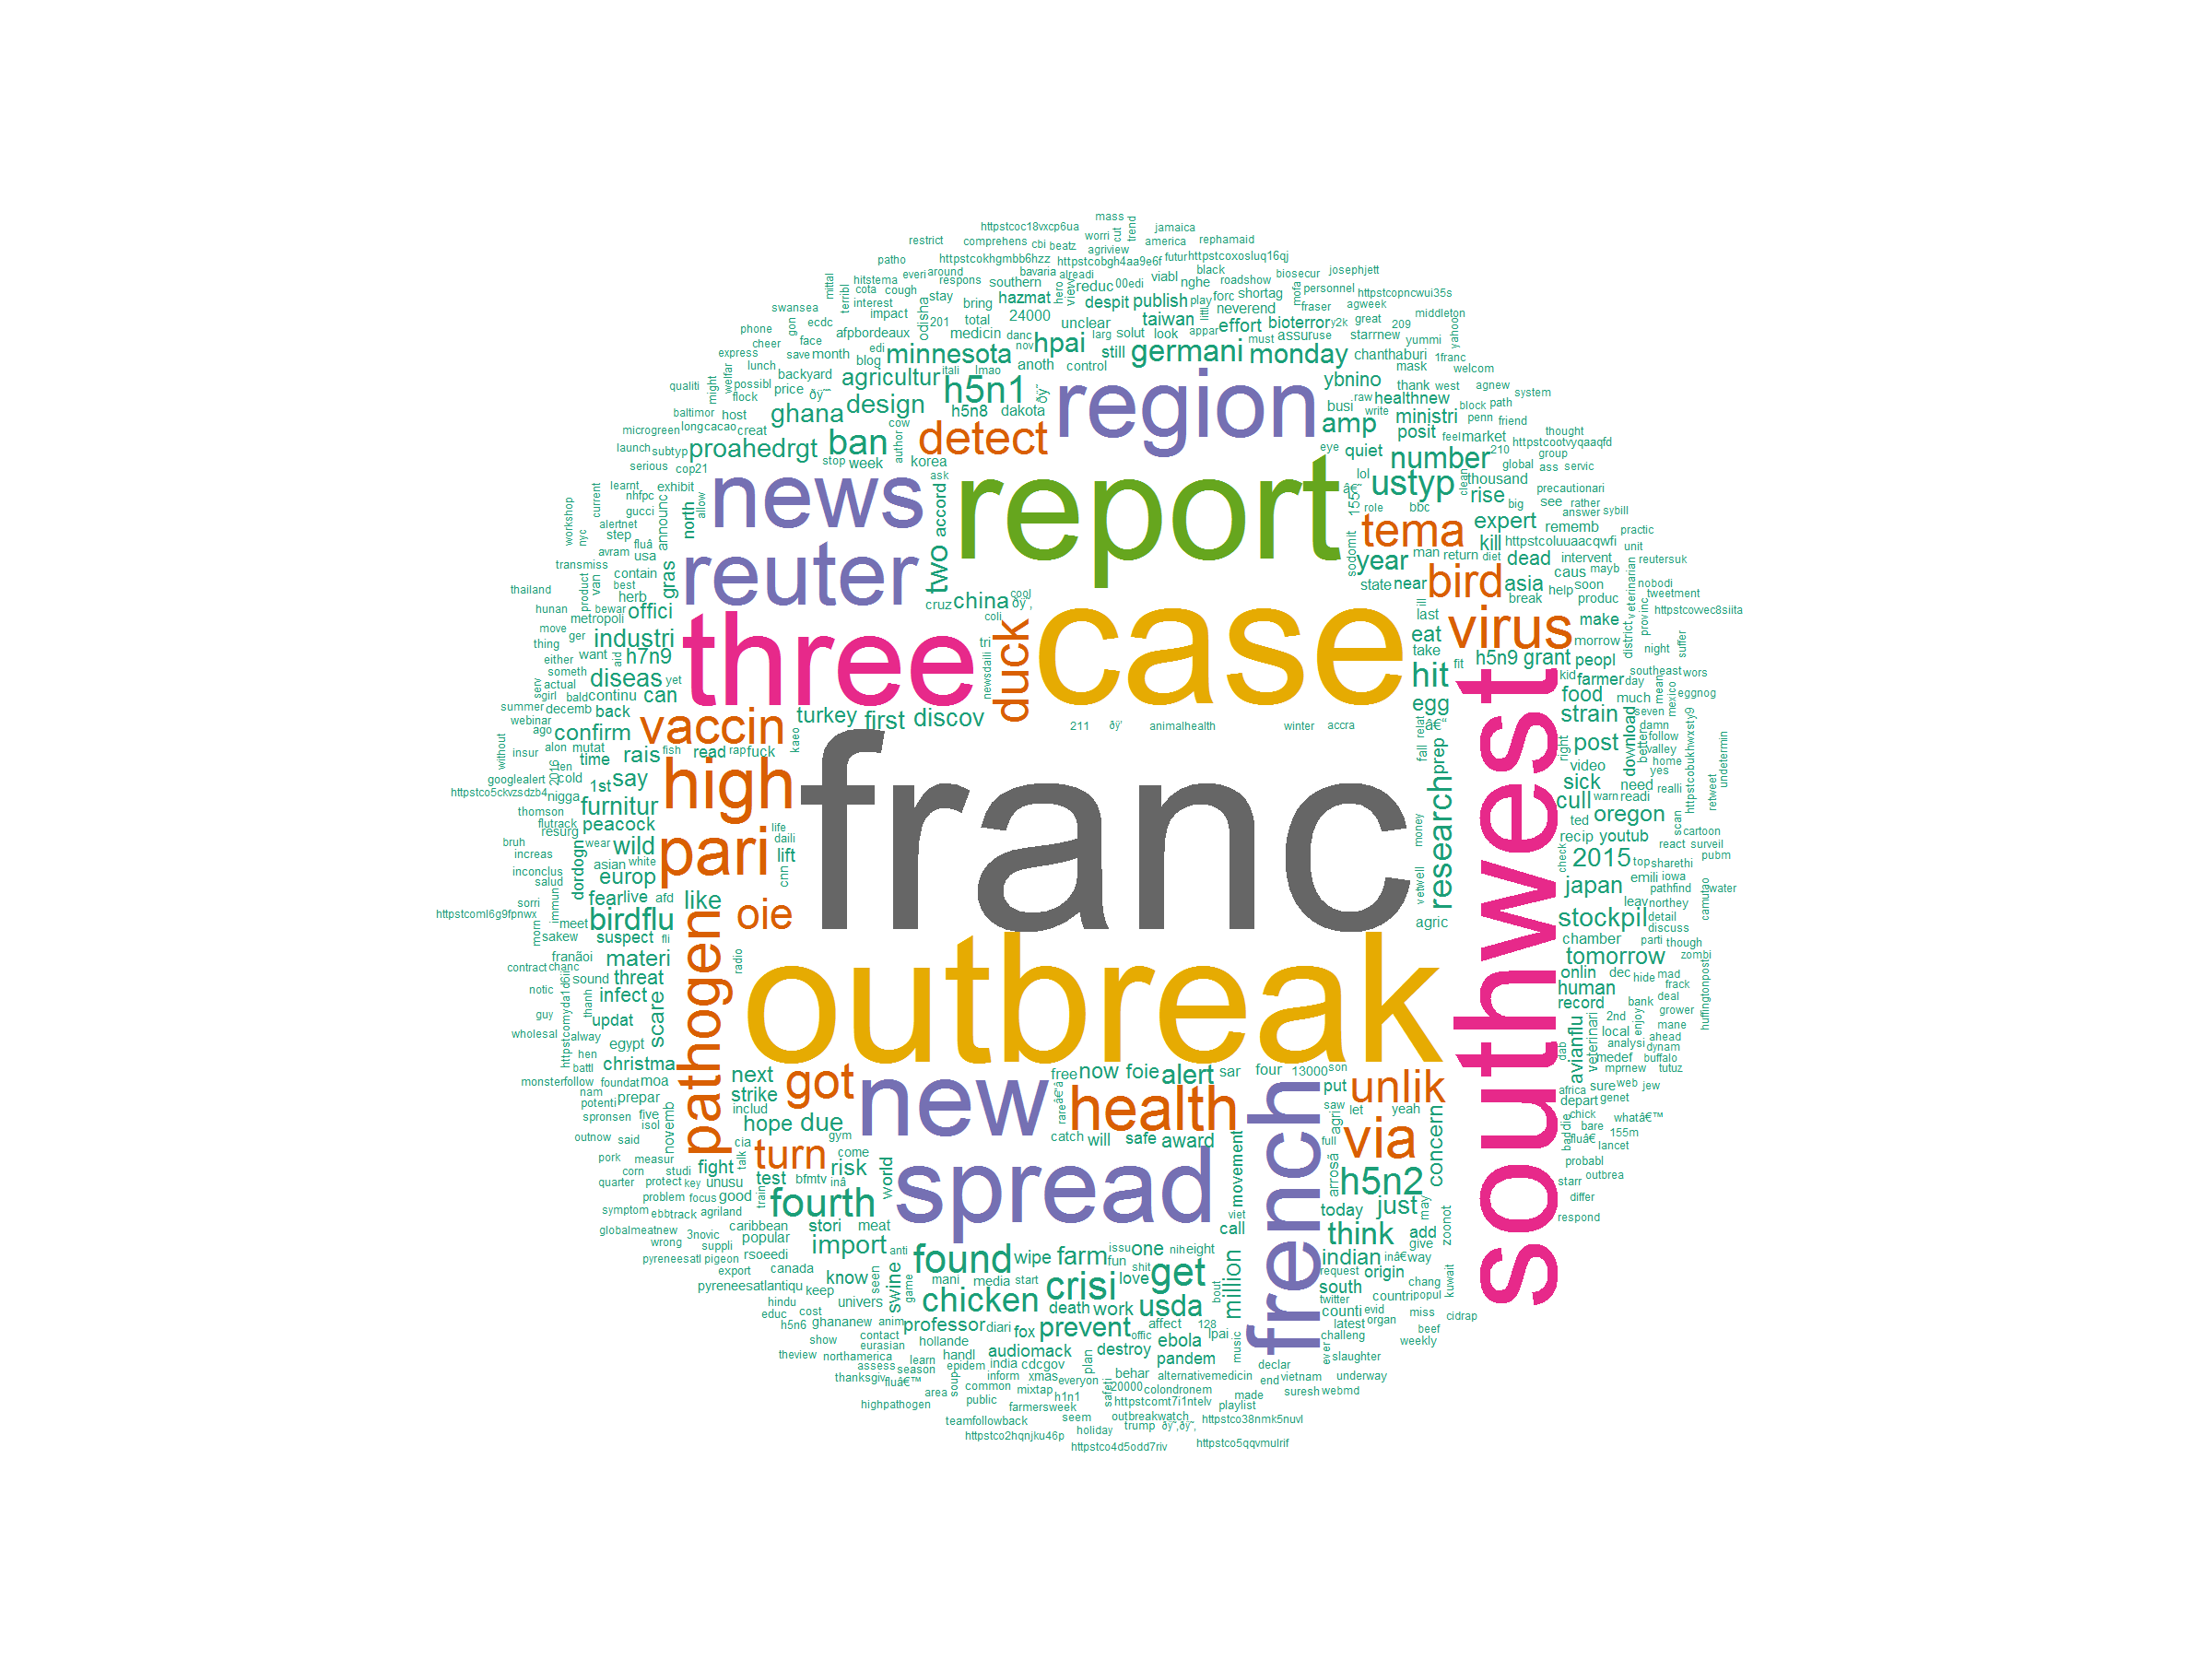 httpstcoc18vxcp6ua
mass
cut
trend
jamaica
restrict
comprehens
cbi
beatz
worri
agriview
america
rephamaid
patho
httpstcokhgmbb6hzz
httpstcobgh4aa9e6f
futur
httpstcoxosluq16qj
mittal
hitstema
everi
around
bavaria
alreadi
black
biosecur
josephjett
terribl
cota
cough
respons
southern
hero
view
reduc
00edi
viabl
nghe
roadshow
personnel
httpstcopncwui35s
swansea
interest
stay
bring
hazmat
despit
publish
play
forc
shortag
mofa
fraser
agweek
middleton
phone
gon
ecdc
impact
201
total
24000
unclear
taiwan
littl
neverend
effort
bioterror
y2k
great
209
cheer
face
afpbordeaux
odisha
medicin
danc
larg
solut
look
appar
assur
use
starrnew
yummi
yahoo
express
save
month
edi
minnesota
nov
hpai
still
germani
monday
must
chanthaburi
1franc
lunch
blog
itali
lmao
anoth
control
mask
welcom
qualiti
might
welfar
possibl
backyard
agricultur
h5n1
region
ybnino
thank
west
agnew
system
flock
price
design
h5n8
dakota
busi
raw
healthnew
block
path
baltimor
host
ghana
cow
detect
amp
write
ministri
penn
friend
microgreen
long
cacao
creat
ban
author
eye
quiet
posit
feel
market
thought
httpstcootvyqaaqfd
launch
subtyp
proahedrgt
stop
week
korea
number
210
group
serious
cop21
news
ask
report
lol
ustyp
clean
thousand
global
ass
servic
learnt
exhibit
allow
accord
role
bbc
rise
big
see
precautionari
rather
current
nhfpc
gucci
announc
north
tema
expert
rememb
answer
sybill
workshop
nyc
alertnet
step
reuter
two
sodomit
year
man
return
diet
kill
httpstcoluuaacqwfi
practic
unit
usa
avram
gras
dead
intervent
reutersuk
transmiss
contain
cruz
china
cool
state
near
bird
asia
caus
mayb
nobodi
thailand
product
van
best
herb
offici
coli
case
ill
last
break
help
soon
produc
veterinarian
tweetment
hunan
bewar
metropoli
three
duck
virus
make
district
provinc
httpstcovvec8siita
move
ger
industri
tri
eat
take
morrow
night
suffer
thing
want
h7n9
newsdaili
hit
fit
h5n9
grant
peopl
southeast
either
aid
diseas
yet
kid
farmer
day
wors
someth
actual
serv
girl
bald
continu
can
egg
southwest
food
much
mean
mexico
eggnog
summer
decemb
back
vaccin
turkey
first
discov
211
animalhealth
winter
accra
relat
strain
download
seven
webinar
ago
confirm
kaeo
post
damn
follow
without
insur
alon
mutat
fish
read
rap
fuck
fall
prep
right
better
valley
undetermin
googlealert
2016
ten
cold
time
rais
high
franc
research
video
home
yes
httpstco5ckvzsdzb4
nigga
1st
say
sick
need
realli
httpstcobukhwxsty9
retweet
thomson
furnitur
cull
warn
readi
flutrack
resurg
peacock
life
oregon
scan
bruh
wear
wild
pari
daili
money
ted
recip
youtub
react
cartoon
surveil
increas
asian
white
lift
2015
top
sharethi
pubm
inconclus
salud
dordogn
europ
cnn
check
japan
emili
iowa
pathfind
water
sorri
immun
fear
live
afd
like
oie
vetwell
leav
northey
camutao
httpstcoml6g9fpnwx
meet
birdflu
pathogen
agric
stockpil
detail
discuss
morn
sakew
suspect
fli
outbreak
chamber
parti
though
franãoi
materi
tomorrow
zombi
contract
chanc
sound
threat
radio
onlin
dec
hide
mad
notic
infect
human
frack
deal
huffingtonpost
httpstcomyda1d6ii
thanh
scare
record
bank
grower
guy
updat
2nd
mane
wholesal
alway
avianflu
local
enjoy
ahead
egypt
veterinari
analysi
dynam
hen
christma
dab
medef
buffalo
battl
next
got
new
free
now
foie
alert
sar
four
13000
son
unlik
africa
sure
web
jew
mprnew
tutuz
monsterfollow
foundat
moa
strike
health
put
depart
genet
nam
potenti
prepar
includ
french
saw
let
yeah
chick
whatâ€™
spronsen
five
novemb
hope
due
catch
will
safe
award
agri
concern
baddie
bare
155m
isol
cia
gym
full
via
lancet
outnow
said
talk
turn
come
spread
movement
probabl
pork
measur
fight
risk
world
arrosã
h5n2
outbrea
corn
studi
test
bfmtv
inâ
starr
quarter
protect
key
unusu
train
fourth
today
just
may
differ
problem
focus
good
viet
respond
symptom
ebb
track
agriland
caribbean
stori
meat
call
think
add
zoonot
globalmeatnew
3novic
popular
import
found
give
wrong
suppli
rsoeedi
anti
wipe
farm
issu
one
nih
eight
indian
inâ€
way
pyreneesatl
pigeon
canada
know
seen
fun
shit
get
million
request
origin
export
mani
media
start
love
south
chang
kuwait
pyreneesatlantiqu
keep
swine
game
crisi
bout
twitter
countri
popul
hindu
univers
chicken
death
work
usda
counti
evid
miss
educ
cost
organ
cidrap
h5n6
ghananew
anim
professor
diari
fox
prevent
affect
128
latest
beef
show
contact
hollande
offic
ebola
lpai
music
challeng
weekly
eurasian
audiomack
destroy
ever
theview
northamerica
learn
handl
pandem
slaughter
assess
season
epidem
india
cdcgov
plan
behar
declar
thanksgiv
fluâ€™
soup
inform
xmas
everyon
alternativemedicin
end
vietnam
underway
area
common
mixtap
safeti
20000
colondronem
suresh
webmd
highpathogen
public
h1n1
httpstcomt7i1ntelv
made
farmersweek
playlist
teamfollowback
seem
outbreakwatch
httpstco38nmk5nuvl
holiday
trump
httpstco2hqnjku46p
httpstco4d5odd7riv
httpstco5qqvmulrif